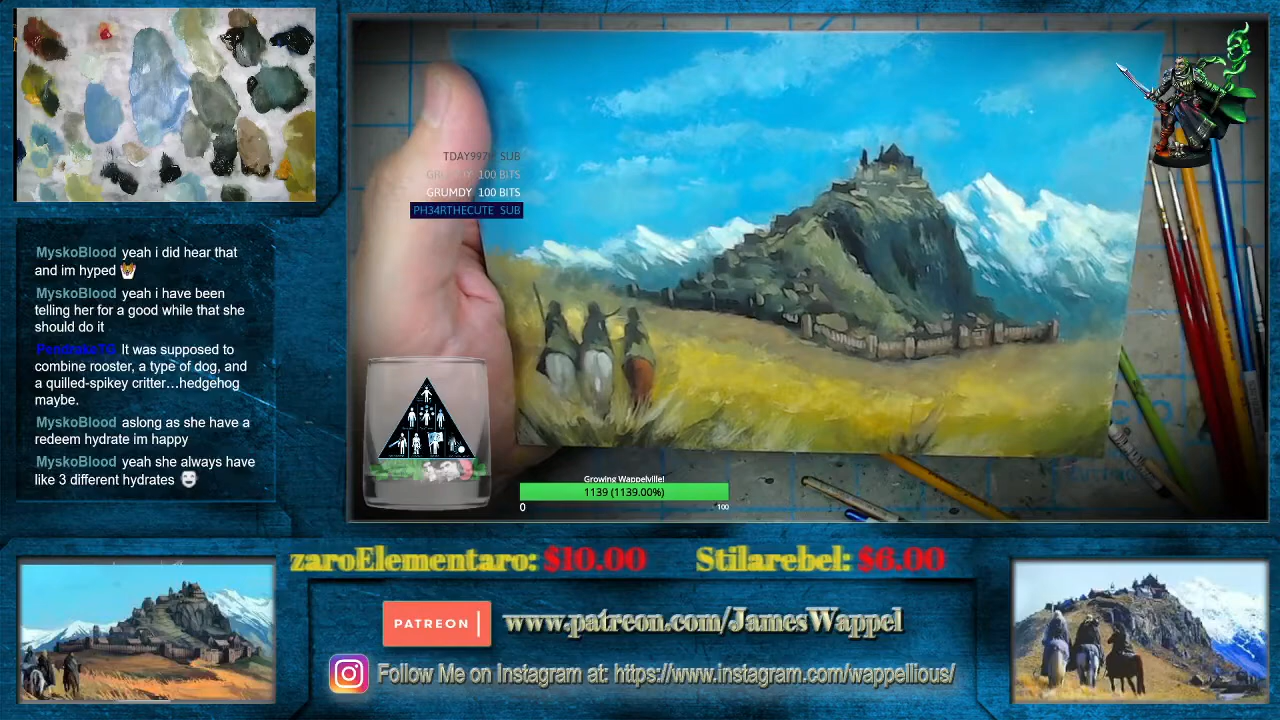 MyskoBlood yeah i did hear that
and im hyped
MyskoBlood yeah i have been
telling her for a good while that she
should do it
It was supposed to
combine rooster, a type of dog, and
a quilled-spikey critter…hedgehog
maybe.
MyskoBlood aslong as she have a
redeem hydrate im happy
MyskoBlood yeah she always have
like 3 different hydrates
SUB
GRUMDY 100 BITS
GRUMDY 100 BITS
PH34RTHECUTE SUB
Growing Wappelville!
1139 (1139.00%)
0 100
zaroElementaro: $10.00 Stilarebel: $6.00
PATREON www.patreon.com/JamesWappel
Follow Me on Instagram at: https://www.instagram.com/wappellious/